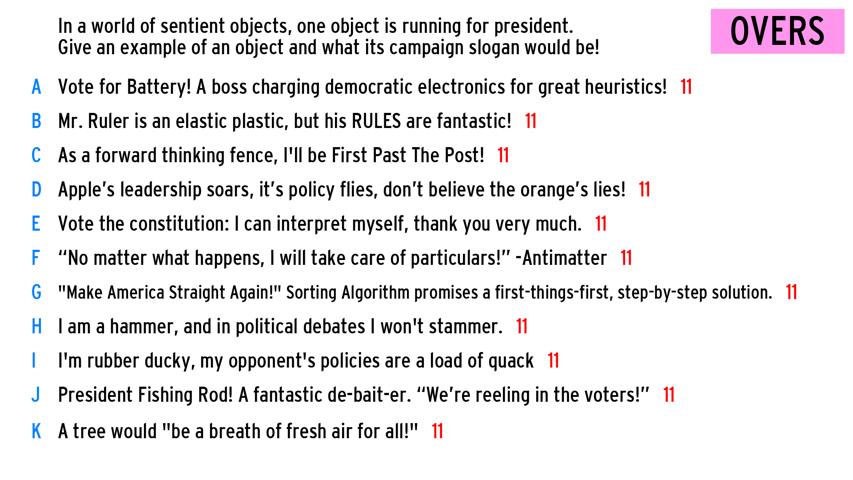 In a world of sentient objects, one object is running for president.
Give an example of an object and what its campaign slogan would be!
OVERS
A Vote for Battery! A boss charging democratic electronics for great heuristics! 11
B Mr. Ruler is an elastic plastic, but his RULES are fantastic! 11
C As a forward thinking fence, I'll be First Past The Post! 11
D Apple’s leadership soars, it’s policy flies, don’t believe the orange’s lies! 11
E Vote the constitution: I can interpret myself, thank you very much. 11
F “No matter what happens, I will take care of particulars!” -Antimatter 11
G "Make America Straight Again!" Sorting Algorithm promises a first-things-first, step-by-step solution. 11
H I am a hammer, and in political debates I won't stammer. 11
I I'm rubber ducky, my opponent's policies are a load of quack 11
J President Fishing Rod! A fantastic de-bait-er. “We’re reeling in the voters!” 11
K A tree would "be a breath of fresh air for all!" 11